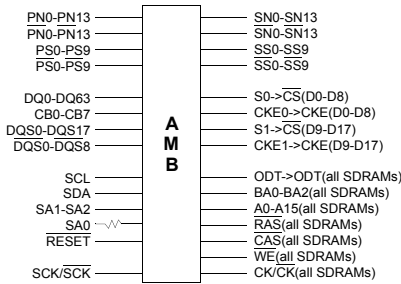 PN0-PN13
PN0-PN13
PS0-PS9
PS0-PS9
DQ0-DQ63
CB0-CB7
DQS0-DQS17
DQS0-DQS8
SCL
SDA
SA1-SA2
SA0
RESET
SCK/SCK
A
M
B
SN0-SN13
SN0-SN13
SS0-SS9
SS0-SS9
S0->CS(D0-D8)
CKE0->CKE(D0-D8)
S1->CS(D9-D17)
CKE1->CKE(D9-D17)
ODT->ODT(all SDRAMs)
BA0-BA2(all SDRAMs)
A0-A15(all SDRAMs)
RAS(all SDRAMs)
CAS(all SDRAMs)
WE(all SDRAMs)
CK/CK(all SDRAMs)